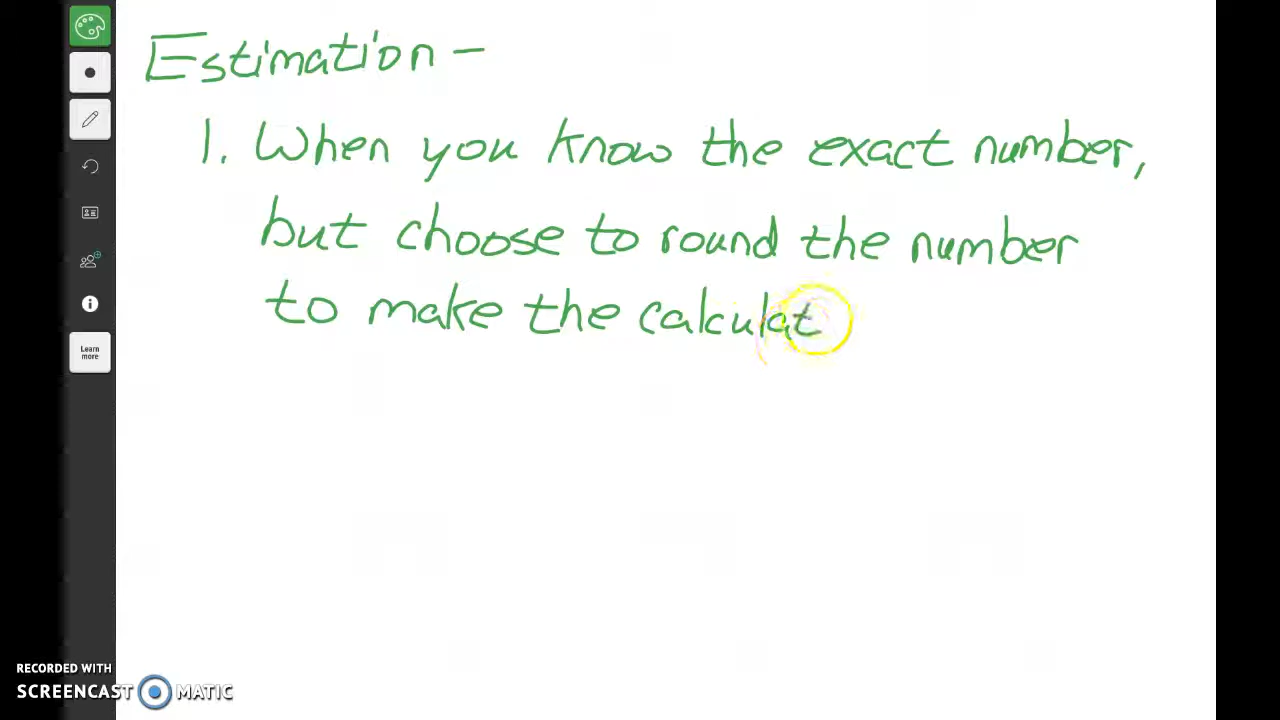 Estimation -
1. When you know the exact number,
but choose to round the number
to make the calculat
Learn
more
RECORDED WITH
SCREENCAST MATIC